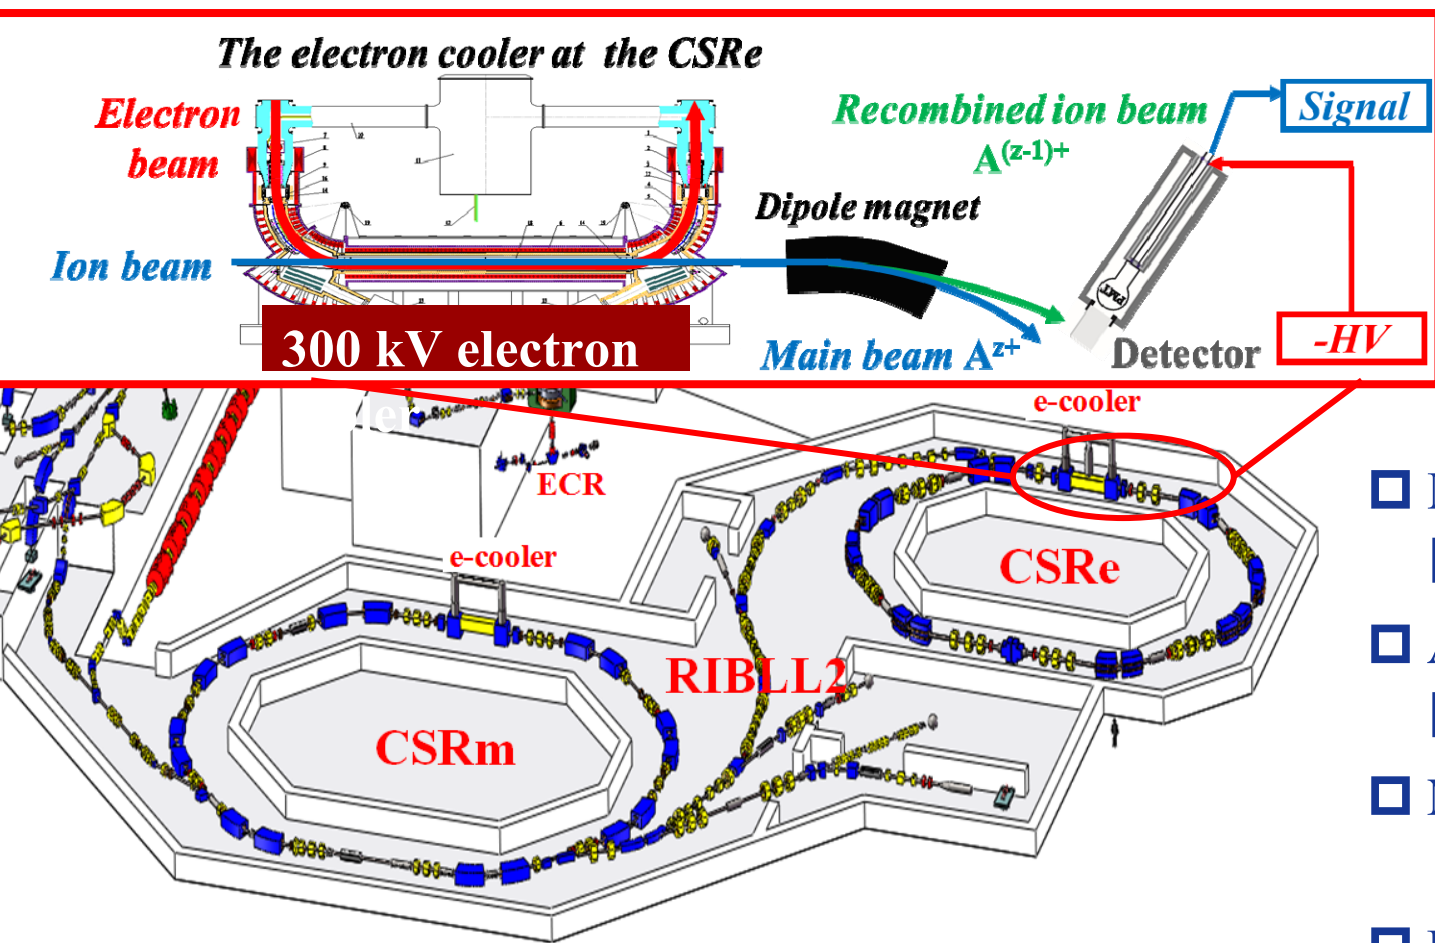 The electron cooler at the CSRe
Electron
beam
Recombined ion beam
A(z-1)+
Signal
Dipole magnet
Ion beam
PMT
300 kV electron
Main beam Az+
Detector
-HV
e-cooler
ECR
e-cooler
CSRe
RIBLL2
CSRm